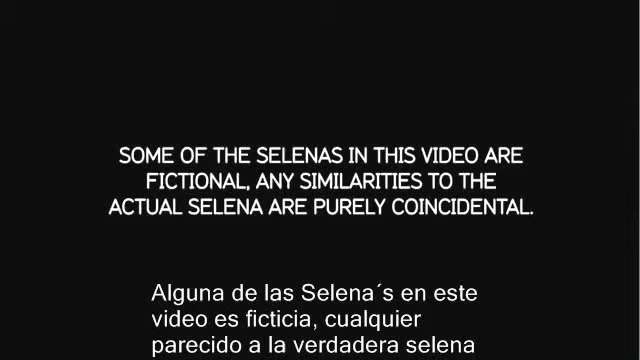 SOME OF THE SELENAS IN THIS VIDEO ARE
FICTIONAL, ANY SIMILARITIES TO THE
ACTUAL SELENA ARE PURELY COINCIDENTAL.
Alguna de las Selena´s en este
video es ficticia, cualquier
parecido a la verdadera selena